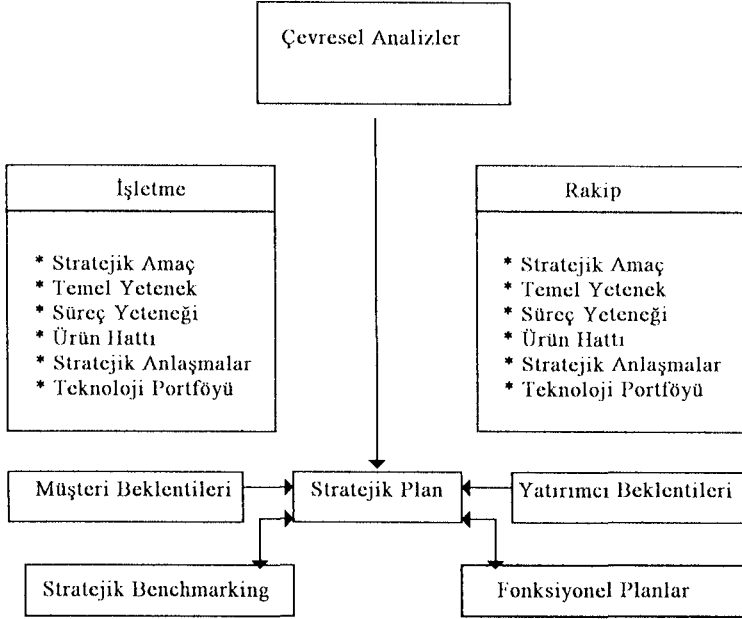 Çevresel Analizler
İşletme
* Stratejik Amaç
* Temel Yetenek
* Süreç Yeteneği
* Ürün Hattı
* Stratejik Anlaşmalar
* Teknoloji Portföyü
Rakip
* Stratejik Amaç
* Temel Yetenek
* Süreç Yeteneği
* Ürün Hattı
* Stratejik Anlaşmalar
* Teknoloji Portföyü
Müşteri Beklentileri
Stratejik Plan
Yatırımcı Beklentileri
Stratejik Benchmarking
Fonksiyonel Planlar